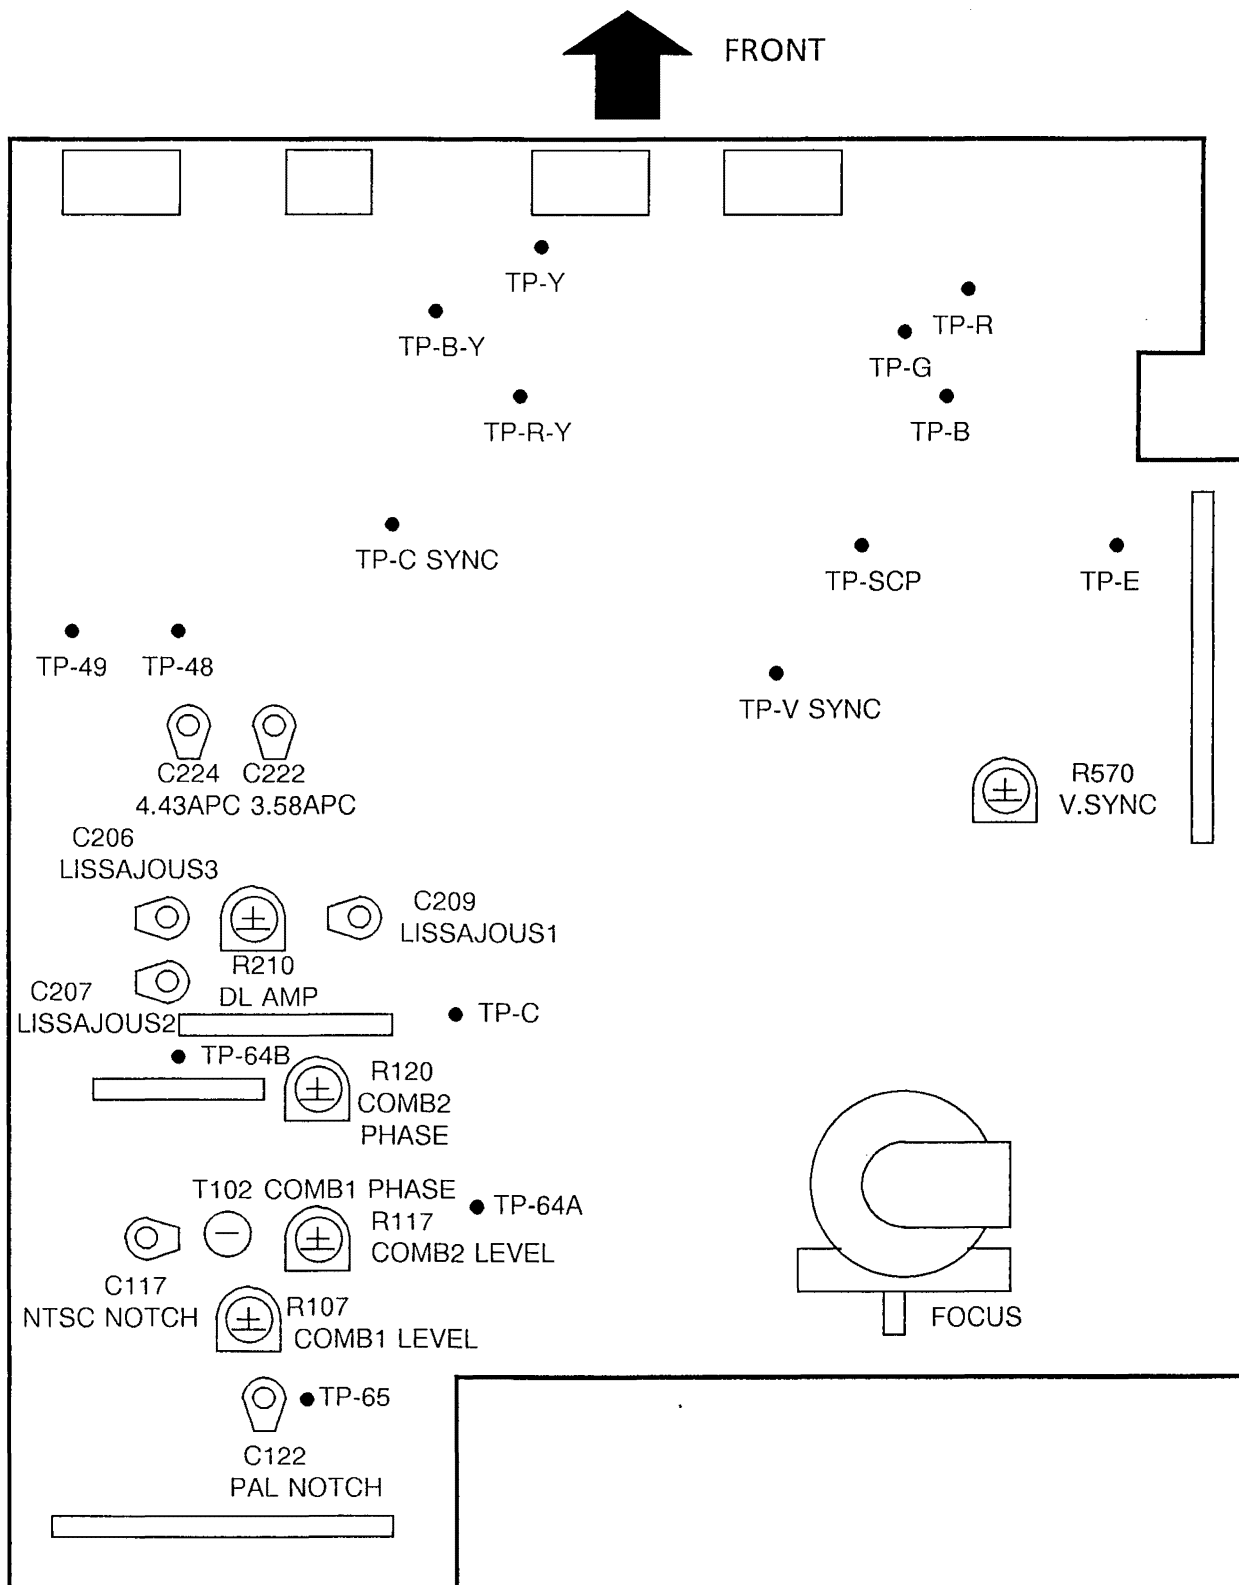 FRONT
TP-Y
TP-R
TP-B-Y
TP-G
TP-R-Y
TP-B
TP-C SYNC
TP-SCP
TP-E
TP-49
TP-48
TP-V SYNC
C224
C222
4.43APC
3.58APC
R570
V.SYNC
C206
LISSAJOUS3
C209
LISSAJOUS1
R210
DL AMP
C207
LISSAJOUS2
TP-C
TP-64B
R120
COMB2
PHASE
T102 COMB1 PHASE
TP-64A
R117
COMB2 LEVEL
C117
NTSC NOTCH
R107
COMB1 LEVEL
FOCUS
TP-65
C122
PAL NOTCH